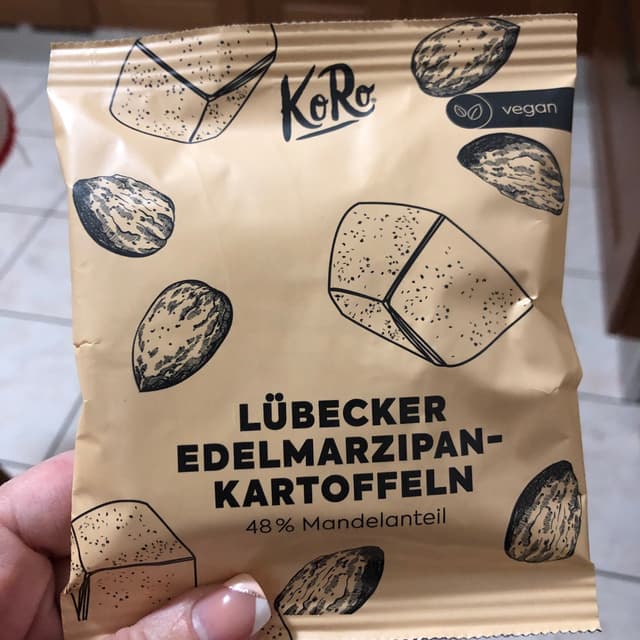 KoRo
vegan
LÜBECKER
EDELMARZIPAN-
KARTOFFELN
48% Mandelanteil